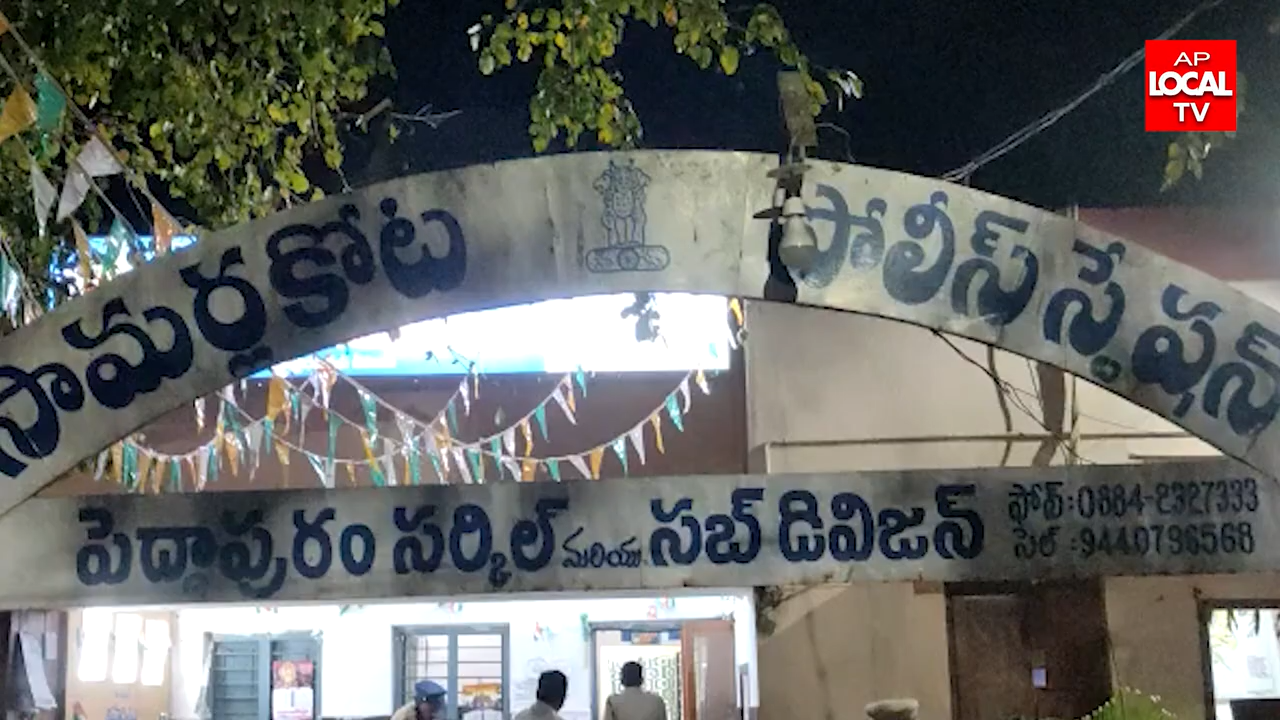 AP
LOCAL
TV
సామర్లకోట పోలీస్ స్టేషన్
పెద్దాపురం సర్కిల్ మరియు సబ్ డివిజన్
ఫోన్ :0884-2327333
సెల్ :9440796568